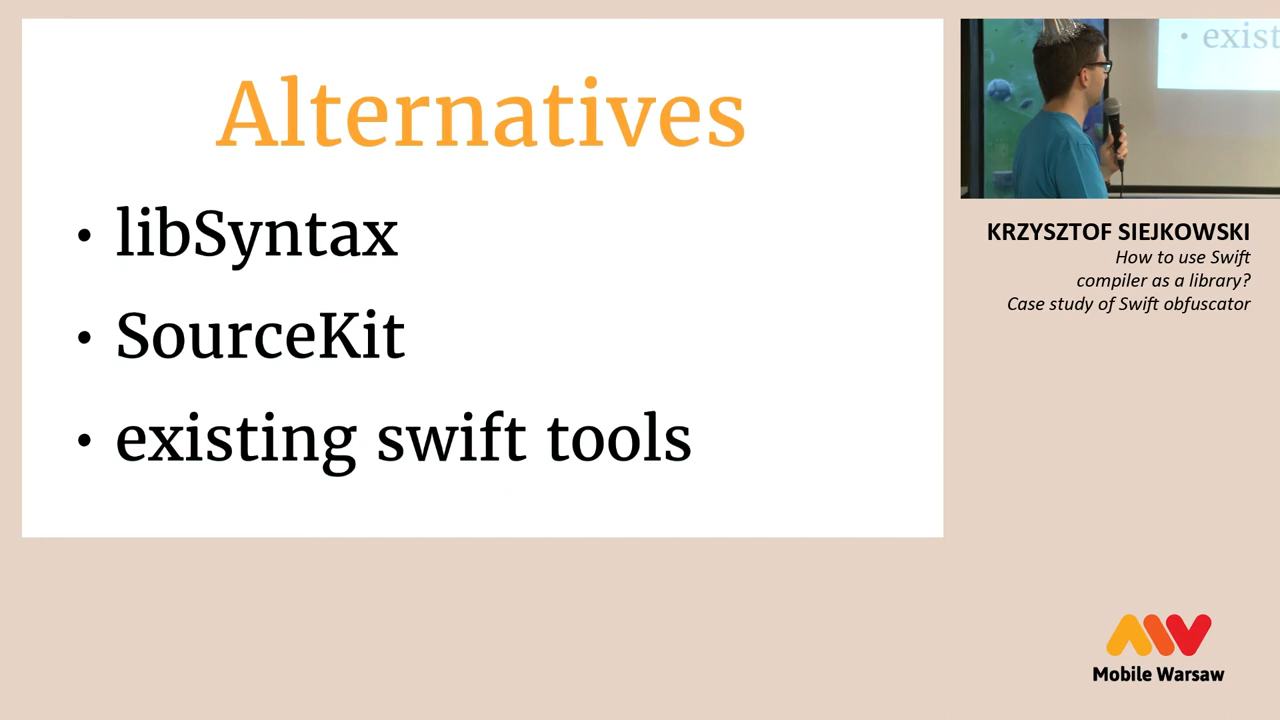 Alternatives
• libSyntax
• SourceKit
• existing swift tools
• exist
KRZYSZTOF SIEJKOWSKI
How to use Swift
compiler as a library?
Case study of Swift obfuscator
Mobile Warsaw